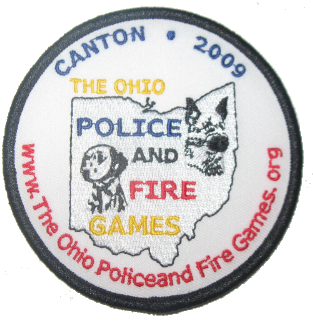 CANTON • 2009
THE OHIO
POLICE
AND
FIRE
GAMES
www.The Ohio Policeand Fire Games.org